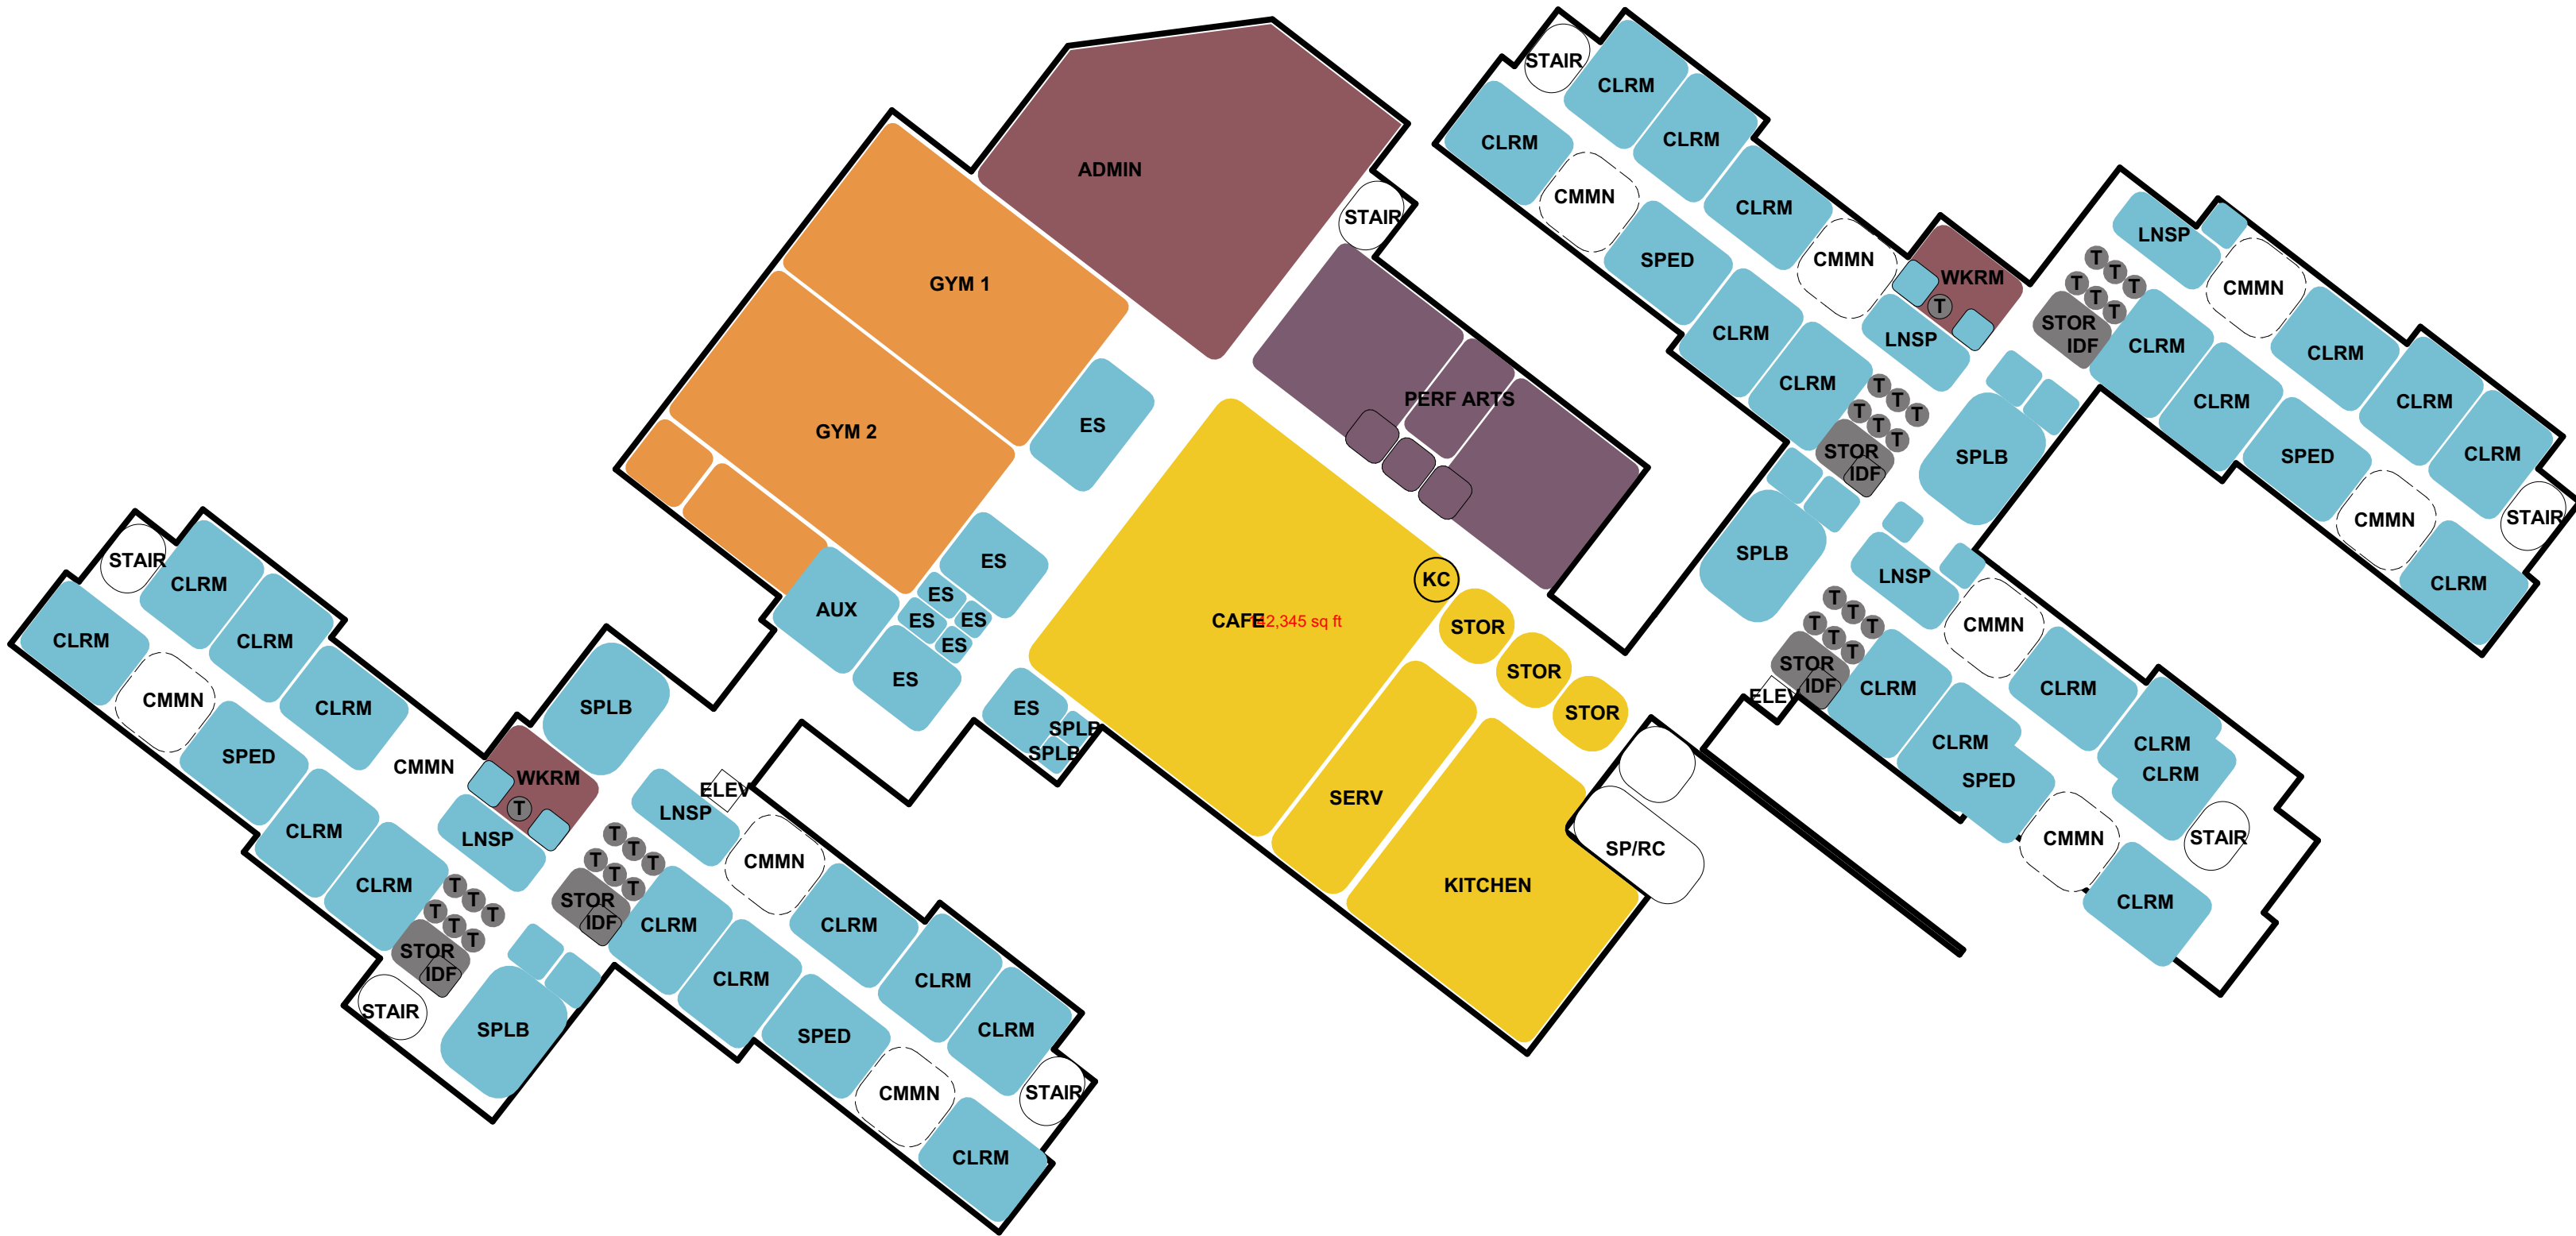 STAIR
CLRM
CLRM
CLRM
CMMN
CLRM
SPED
CMMN
CLRM
CLRM
WKRM
T
LNSP
T
T
T
T
T
T
STOR
IDF
SPLB
LNSP
T
T
T
T
T
T
STOR
IDF
CMMN
CLRM
CLRM
CLRM
CLRM
CLRM
SPED
CMMN
CLRM
STAIR
SPLB
LNSP
CMMN
T
T
T
T
T
T
STOR
IDF
ELEV
CLRM
CLRM
CLRM
SPED
CLRM
CLRM
CMMN
STAIR
CLRM
ADMIN
STAIR
GYM 1
GYM 2
PERF ARTS
ES
ES
ES
ES
ES
ES
AUX
ES
ES
SPLB
SPLB
CAFE
42,345 sq ft
KC
STOR
STOR
STOR
SERV
KITCHEN
SP/RC
STAIR
CLRM
CLRM
CLRM
CMMN
CLRM
SPED
CMMN
CLRM
CLRM
SPLB
WKRM
T
LNSP
LNSP
ELEV
T
T
T
T
T
T
STOR
IDF
STAIR
SPLB
T
T
T
T
T
T
STOR
IDF
CMMN
CLRM
CLRM
CLRM
CLRM
CLRM
SPED
CMMN
STAIR
CLRM